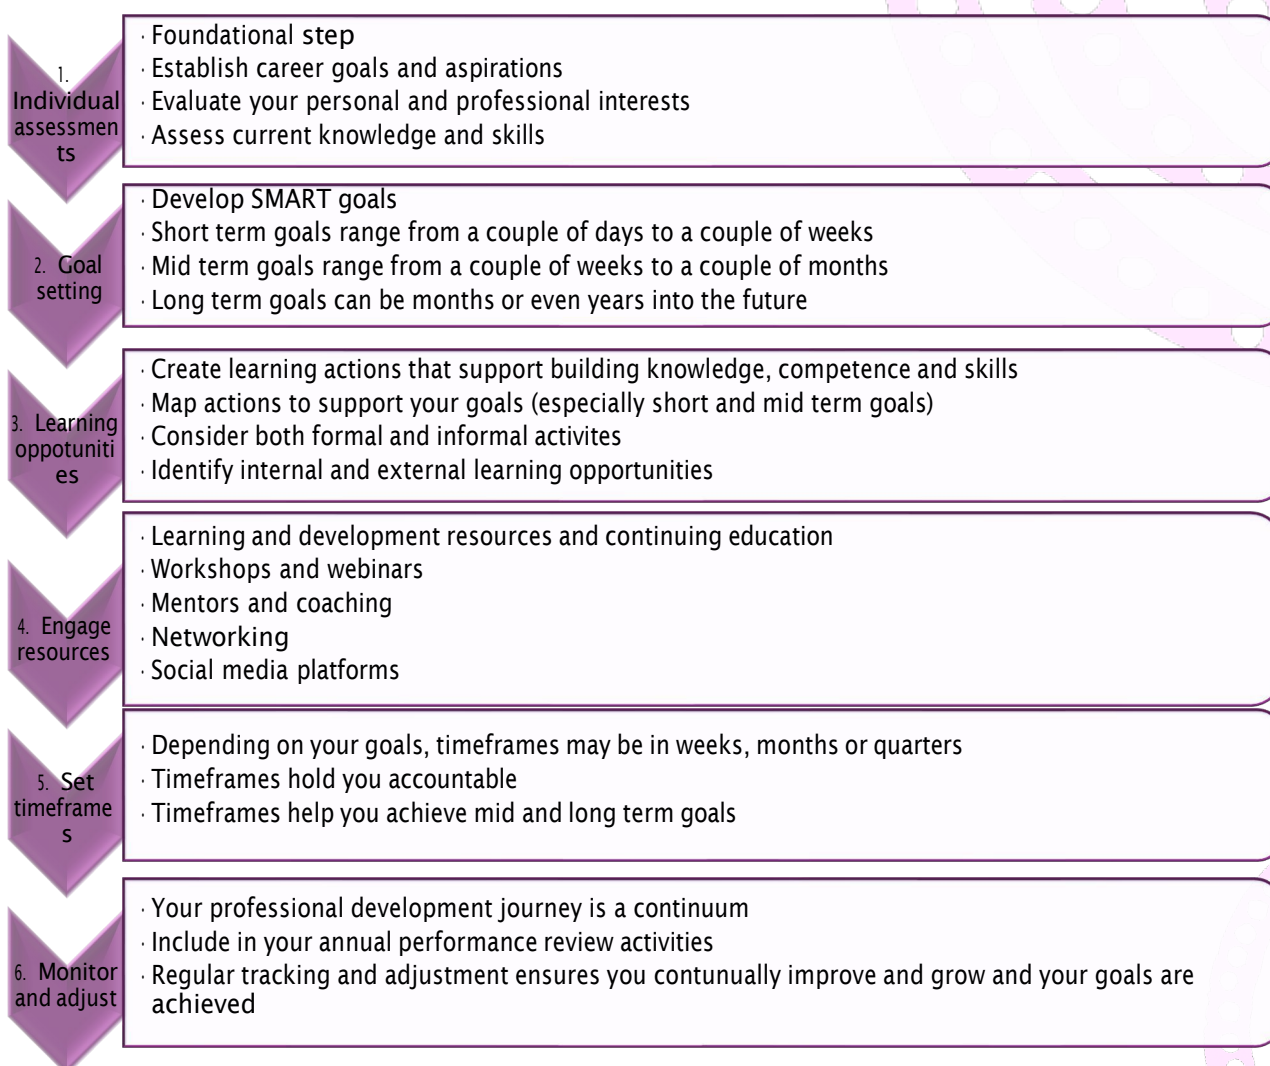 1.
Individual
assessmen
ts
· Foundational step
· Establish career goals and aspirations
· Evaluate your personal and professional interests
· Assess current knowledge and skills
2. Goal
setting
· Develop SMART goals
· Short term goals range from a couple of days to a couple of weeks
· Mid term goals range from a couple of weeks to a couple of months
· Long term goals can be months or even years into the future
3. Learning
oppotuniti
es
· Create learning actions that support building knowledge, competence and skills
· Map actions to support your goals (especially short and mid term goals)
· Consider both formal and informal activites
· Identify internal and external learning opportunities
4. Engage
resources
· Learning and development resources and continuing education
· Workshops and webinars
· Mentors and coaching
· Networking
· Social media platforms
5. Set
timeframe
s
· Depending on your goals, timeframes may be in weeks, months or quarters
· Timeframes hold you accountable
· Timeframes help you achieve mid and long term goals
6. Monitor
and adjust
· Your professional development journey is a continuum
· Include in your annual performance review activities
· Regular tracking and adjustment ensures you contunually improve and grow and your goals are
achieved